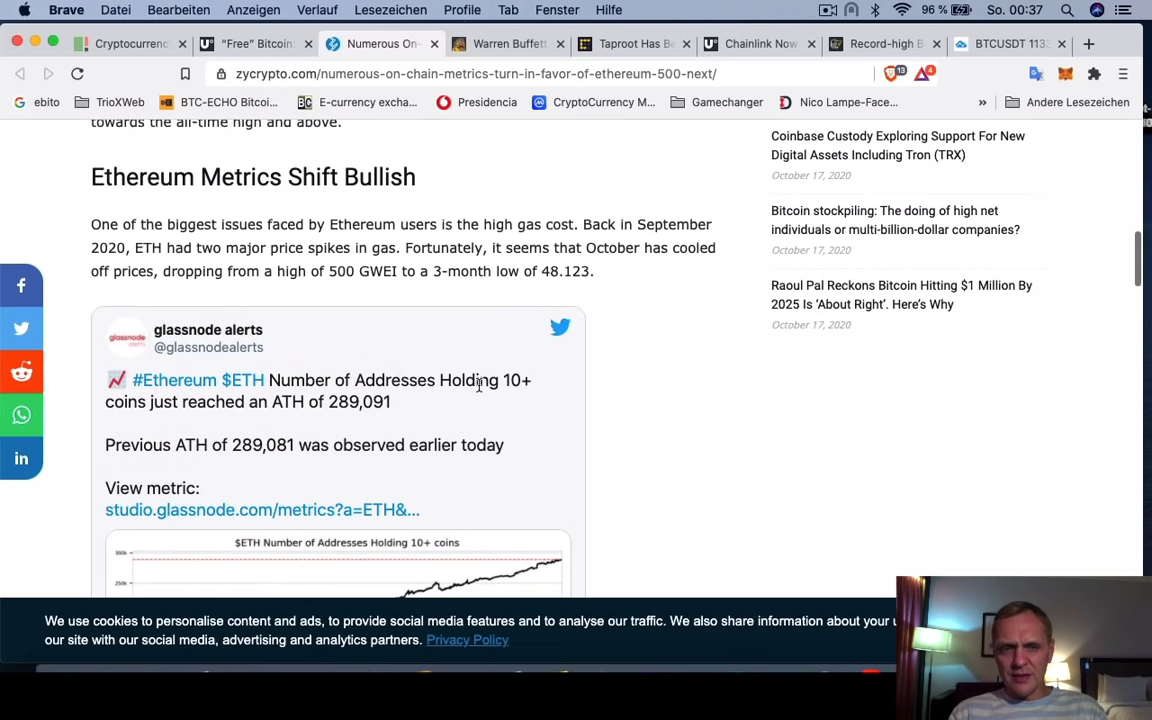 Brave Datei Bearbeiten Anzeigen Verlauf Lesezeichen Profile Tab Fenster Hilfe 96 % So. 00:37
Cryptocurrenc × "Free" Bitcoin × Numerous On- × Warren Buffett × Taproot Has Be × Chainlink Now × Record-high B × BTCUSDT 113 × +
zycrypto.com/numerous-on-chain-metrics-turn-in-favor-of-ethereum-500-next/ 13 4
ebito TrioXWeb BTC-ECHO Bitcoi... E-currency excha... Presidencia CryptoCurrency M... Gamechanger Nico Lampe-Face... » Andere Lesezeichen
towards the all-time high and above.
Ethereum Metrics Shift Bullish
One of the biggest issues faced by Ethereum users is the high gas cost. Back in September
2020, ETH had two major price spikes in gas. Fortunately, it seems that October has cooled
off prices, dropping from a high of 500 GWEI to a 3-month low of 48.123.
glassnode
alerts
glassnode alerts
@glassnodealerts
#Ethereum $ETH Number of Addresses Holding 10+
coins just reached an ATH of 289,091
Previous ATH of 289,081 was observed earlier today
View metric:
studio.glassnode.com/metrics?a=ETH&...
$ETH Number of Addresses Holding 10+ coins
300k
250k
Coinbase Custody Exploring Support For New
Digital Assets Including Tron (TRX)
October 17, 2020
Bitcoin stockpiling: The doing of high net
individuals or multi-billion-dollar companies?
October 17, 2020
Raoul Pal Reckons Bitcoin Hitting $1 Million By
2025 Is ‘About Right’. Here’s Why
October 17, 2020
We use cookies to personalise content and ads, to provide social media features and to analyse our traffic. We also share information about your
our site with our social media, advertising and analytics partners. Privacy Policy